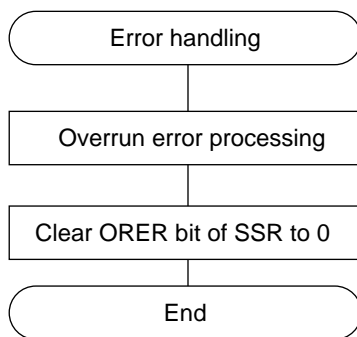 Error handling
Overrun error processing
Clear ORER bit of SSR to 0
End